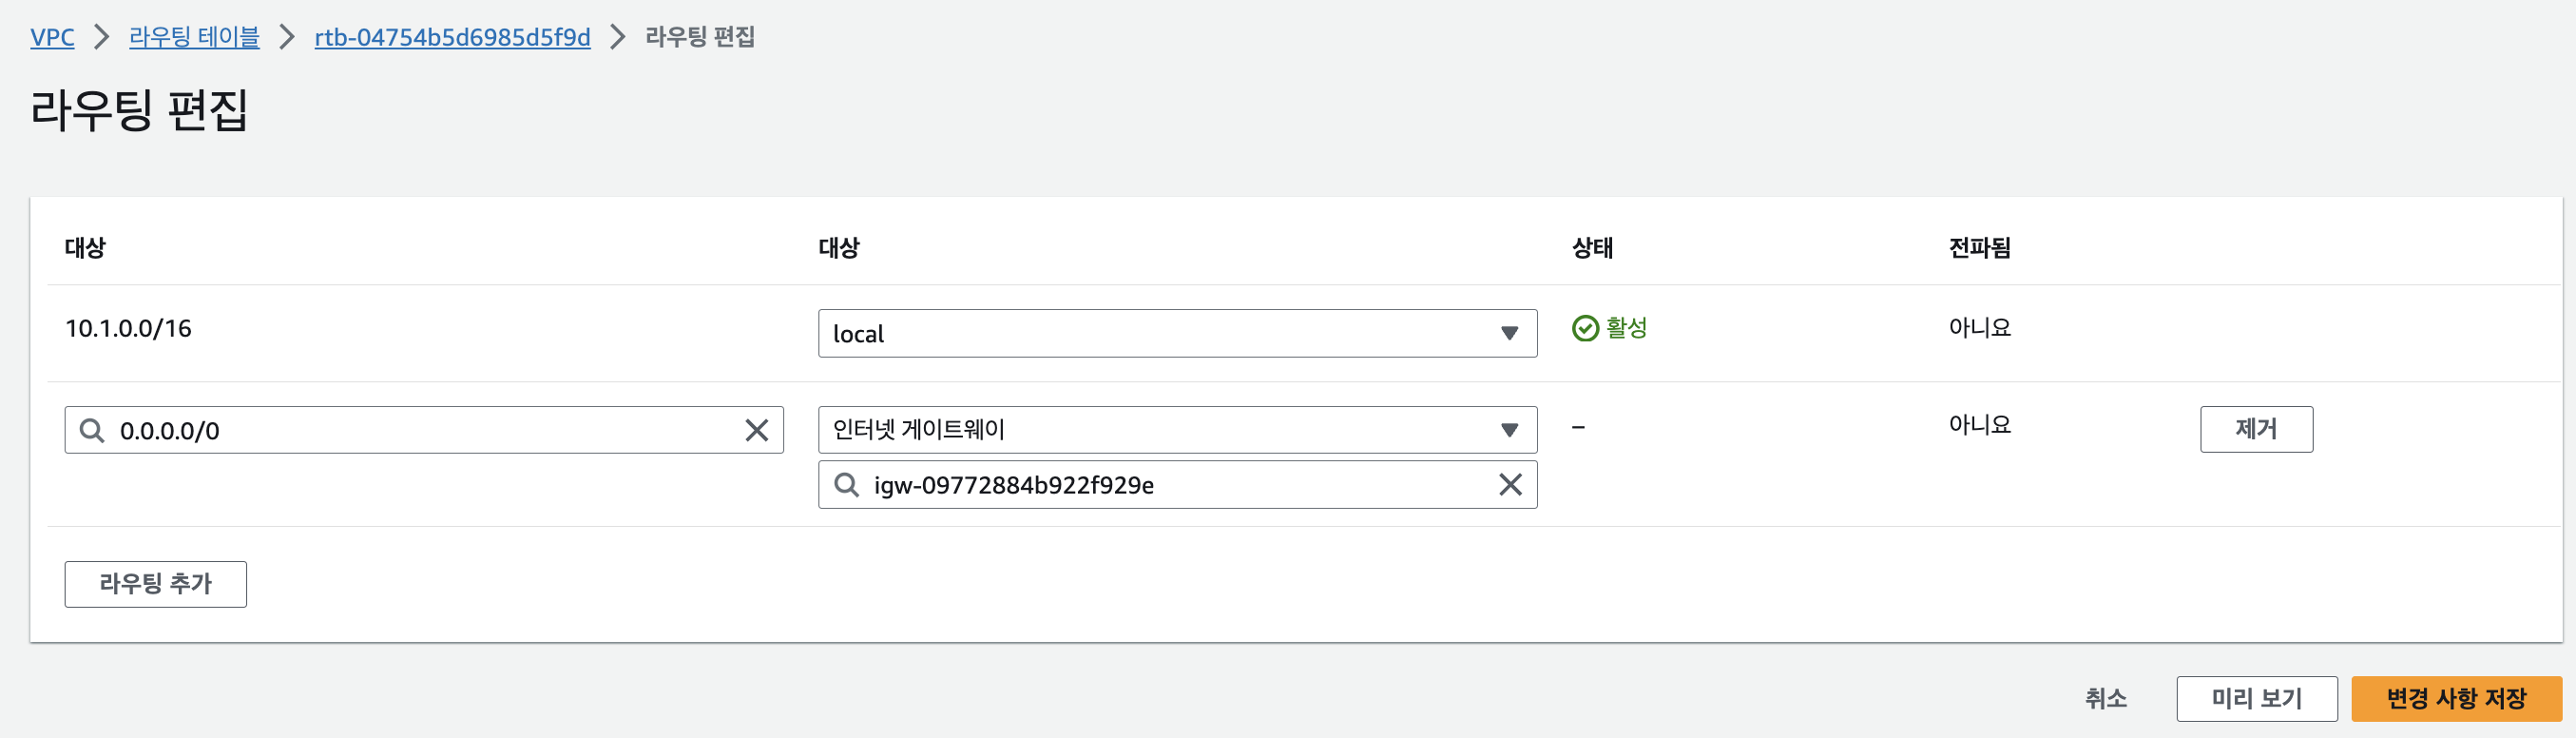 VPC > 라우팅 테이블 > rtb-04754b5d6985d5f9d > 라우팅 편집
라우팅 편집
대상 대상 상태 전파됨
10.1.0.0/16 local 활성 아니요
0.0.0.0/0 인터넷 게이트웨이 – 아니요 제거
igw-09772884b922f929e
라우팅 추가
취소 미리 보기 변경 사항 저장